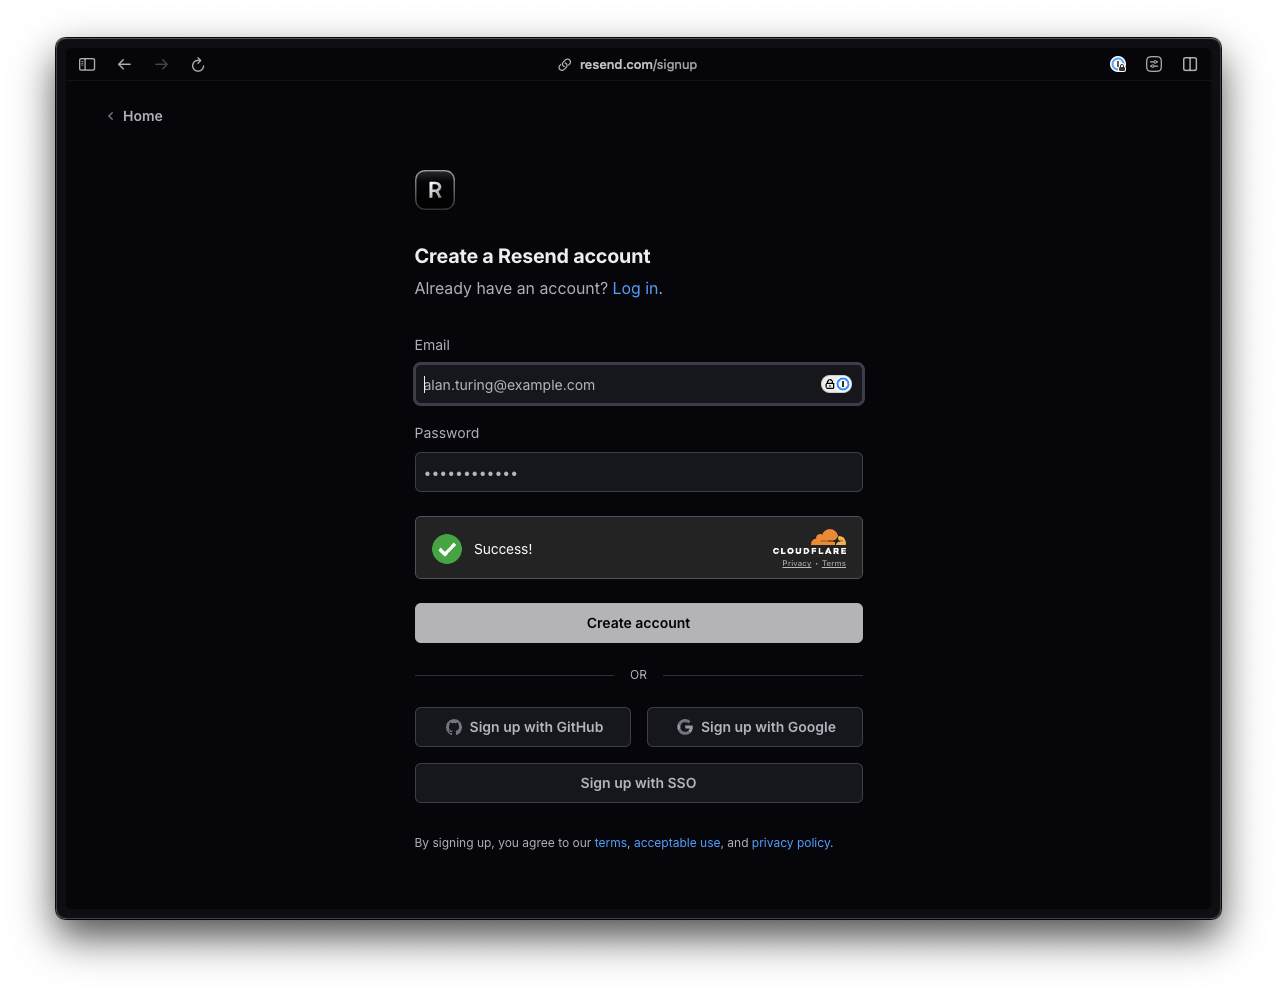 resend.com/signup
Home
R
Create a Resend account
Already have an account? Log in.
Email
alan.turing@example.com
Password
Success!
CLOUDFLARE
Privacy • Terms
Create account
OR
Sign up with GitHub
Sign up with Google
Sign up with SSO
By signing up, you agree to our terms, acceptable use, and privacy policy.